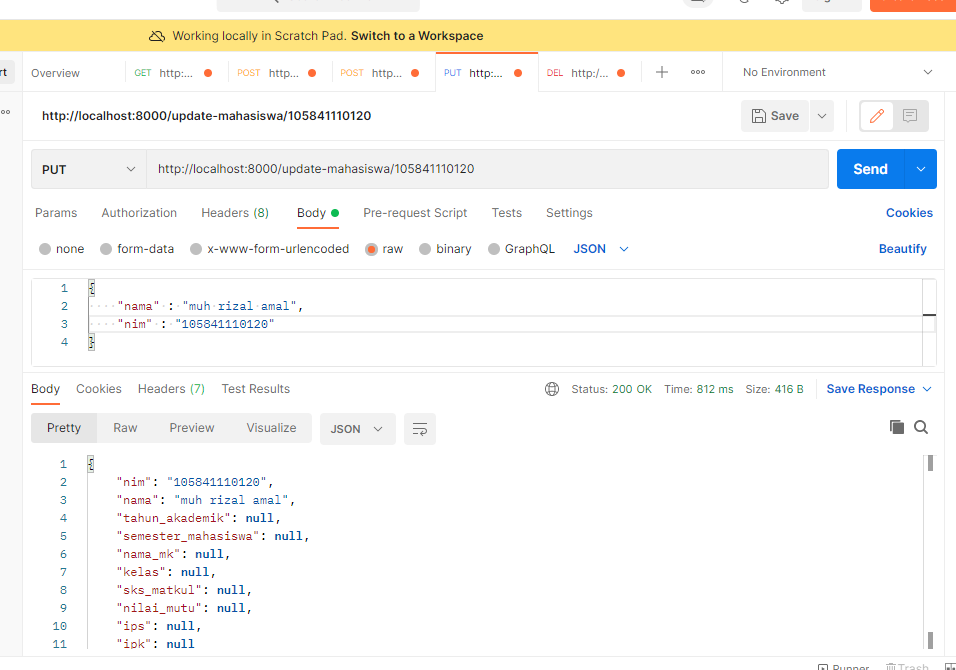 Working locally in Scratch Pad. Switch to a Workspace
rt Overview GET http:... POST http... POST http... PUT http:... DEL http:/... No Environment
http://localhost:8000/update-mahasiswa/105841110120 Save
PUT http://localhost:8000/update-mahasiswa/105841110120 Send
Params Authorization Headers (8) Body Pre-request Script Tests Settings Cookies
none form-data x-www-form-urlencoded raw binary GraphQL JSON Beautify
1 {
2 "nama" : "muh rizal amal",
3 "nim" : "105841110120"
4 }
Body Cookies Headers (7) Test Results Status: 200 OK Time: 812 ms Size: 416 B Save Response
Pretty Raw Preview Visualize JSON
1 {
2 "nim": "105841110120",
3 "nama": "muh rizal amal",
4 "tahun_akademik": null,
5 "semester_mahasiswa": null,
6 "nama_mk": null,
7 "kelas": null,
8 "sks_matkul": null,
9 "nilai_mutu": null,
10 "ips": null,
11 "ipk": null
Runner Trash